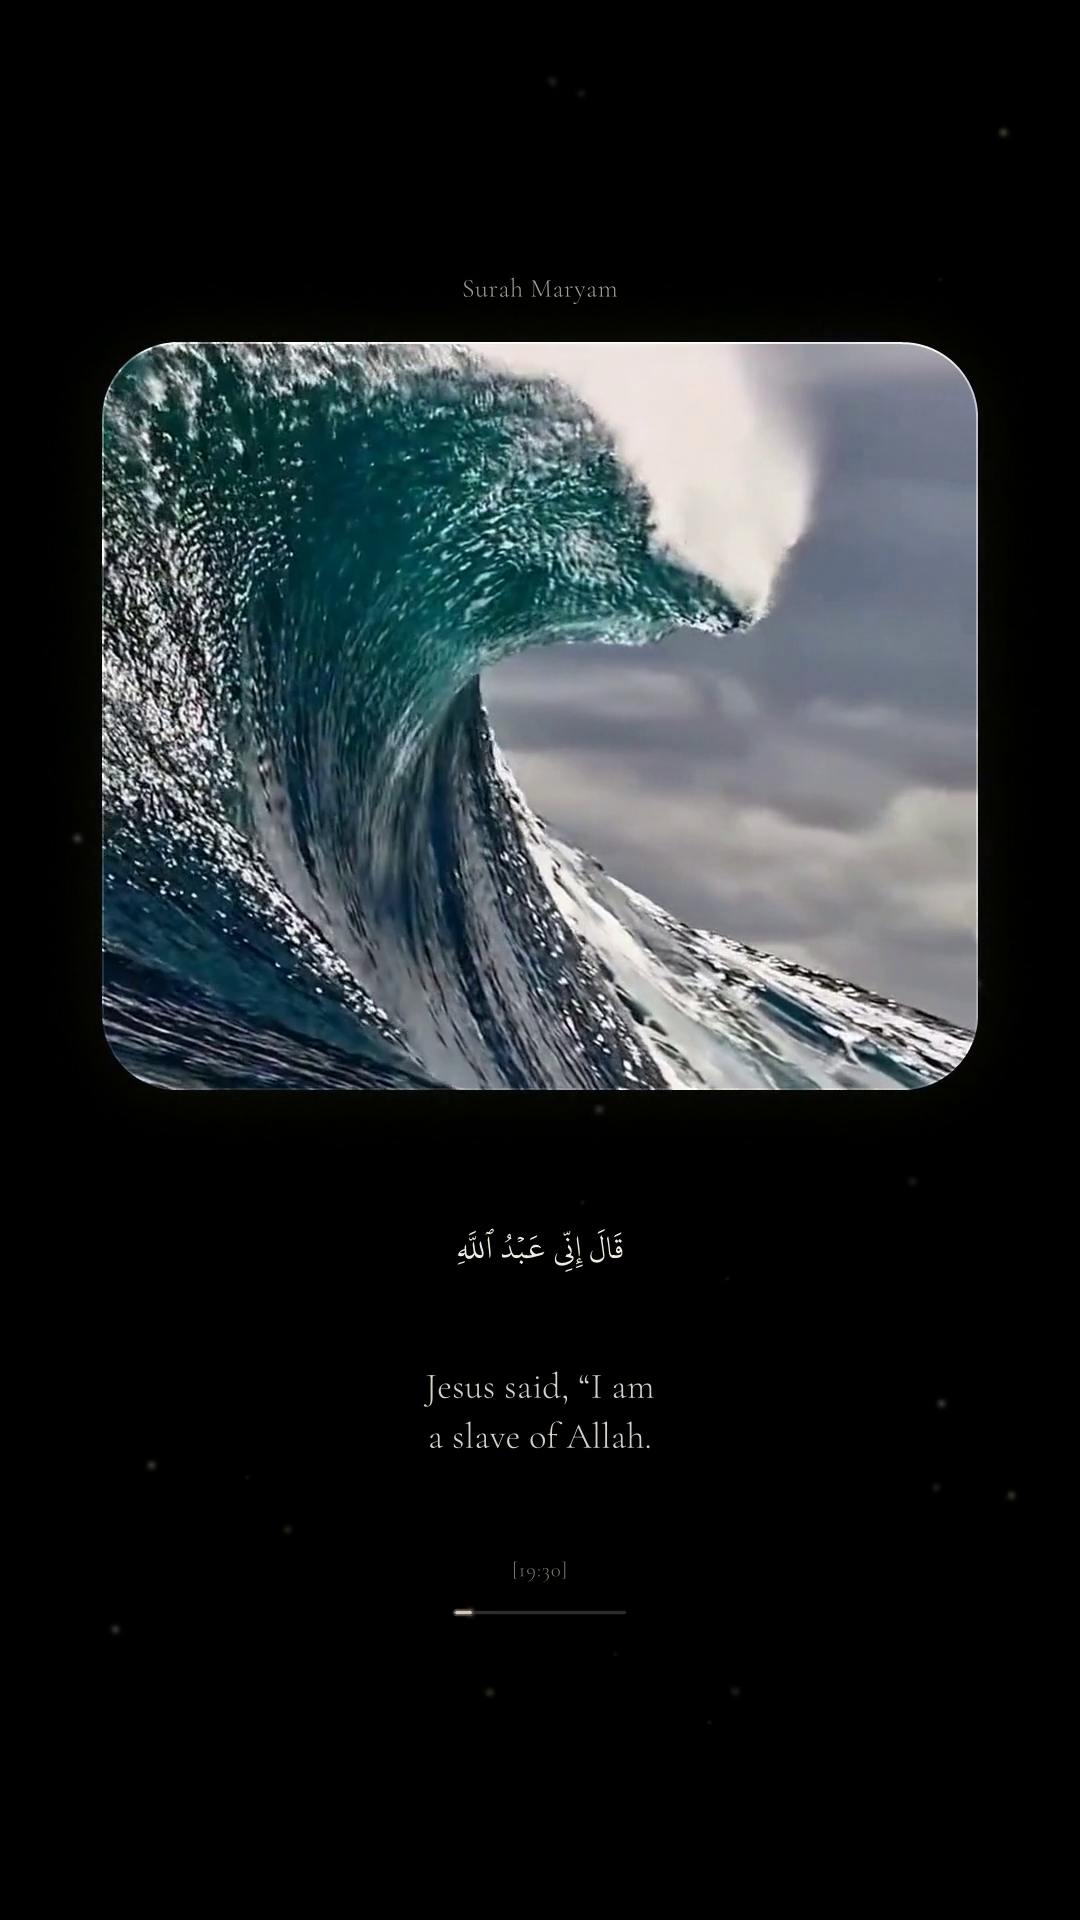 Surah Maryam
قَالَ إِنِّى عَبْدُ ٱللَّهِ
Jesus said, “I am
a slave of Allah.
[19:30]